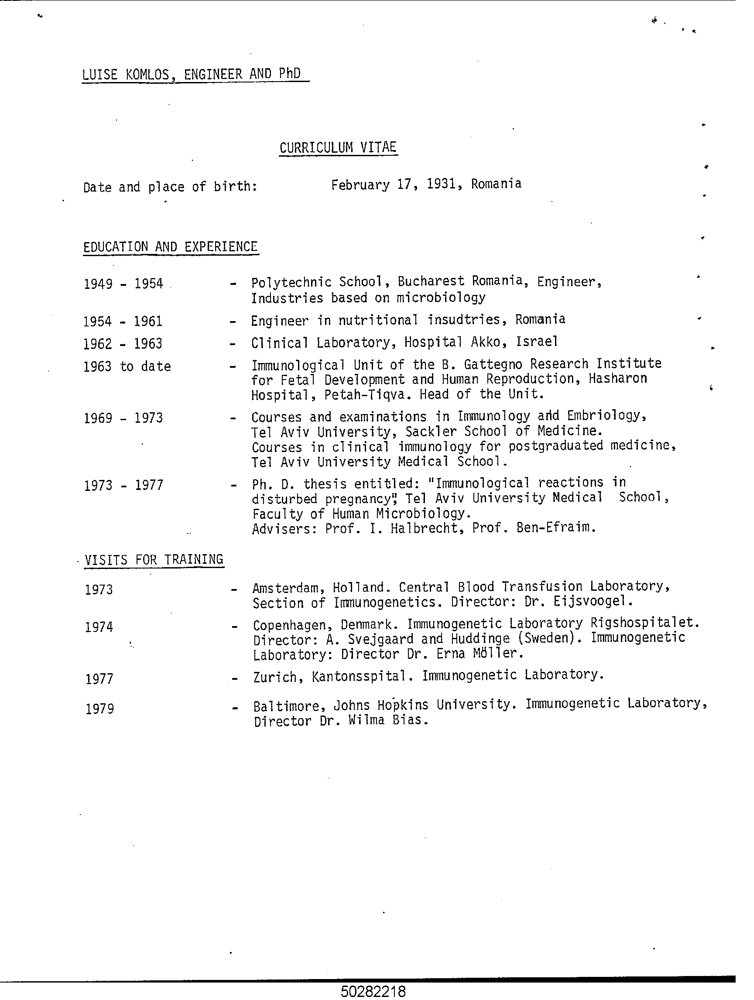 LUISE KOMLOS, ENGINEER AND PhD
CURRICULUM VITAE
Date and place of birth: February 17, 1931, Romania
EDUCATION AND EXPERIENCE
1949 - 1954 - Polytechnic School, Bucharest Romania, Engineer,
Industries based on microbiology
1954 - 1961 - Engineer in nutritional insudtries, Romania
1962 - 1963 - Clinical Laboratory, Hospital Akko, Israel
1963 to date - Immunological Unit of the B. Gattegno Research Institute
for Fetal Development and Human Reproduction, Hasharon
Hospital, Petah-Tiqva. Head of the Unit.
1969 - 1973 - Courses and examinations in Immunology and Embriology,
Tel Aviv University, Sackler School of Medicine.
Courses in clinical immunology for postgraduated medicine,
Tel Aviv University Medical School.
1973 - 1977 - Ph. D. thesis entitled: "Immunological reactions in
disturbed pregnancy", Tel Aviv University Medical School,
Faculty of Human Microbiology.
Advisers: Prof. I. Halbrecht, Prof. Ben-Efraim.
VISITS FOR TRAINING
1973 - Amsterdam, Holland. Central Blood Transfusion Laboratory,
Section of Immunogenetics. Director: Dr. Eijsvoogel.
1974 - Copenhagen, Denmark. Immunogenetic Laboratory Rigshospitalet.
Director: A. Svejgaard and Huddinge (Sweden). Immunogenetic
Laboratory: Director Dr. Erna Möller.
1977 - Zurich, Kantonsspital. Immunogenetic Laboratory.
1979 - Baltimore, Johns Hopkins University. Immunogenetic Laboratory,
Director Dr. Wilma Bias.
50282218